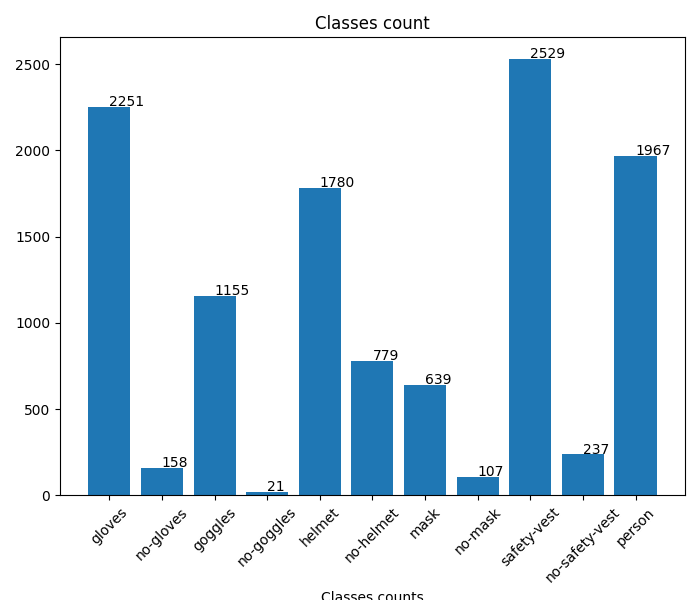 Classes count
2500
2000
1500
1000
500
0
2251
158
1155
21
1780
779
639
107
2529
237
1967
gloves
no-gloves
goggles
no-goggles
helmet
no-helmet
mask
no-mask
safety-vest
no-safety-vest
person
Classes counts